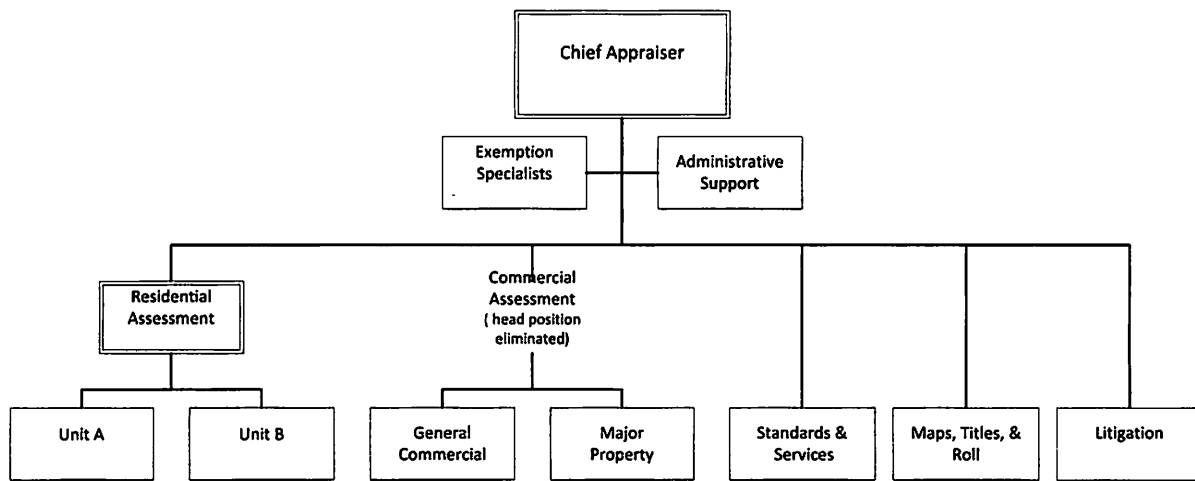 Chief Appraiser
Exemption
Specialists
Administrative
Support
Residential
Assessment
Commercial
Assessment
( head position
eliminated)
Unit A
Unit B
General
Commercial
Major
Property
Standards &
Services
Maps, Titles, &
Roll
Litigation